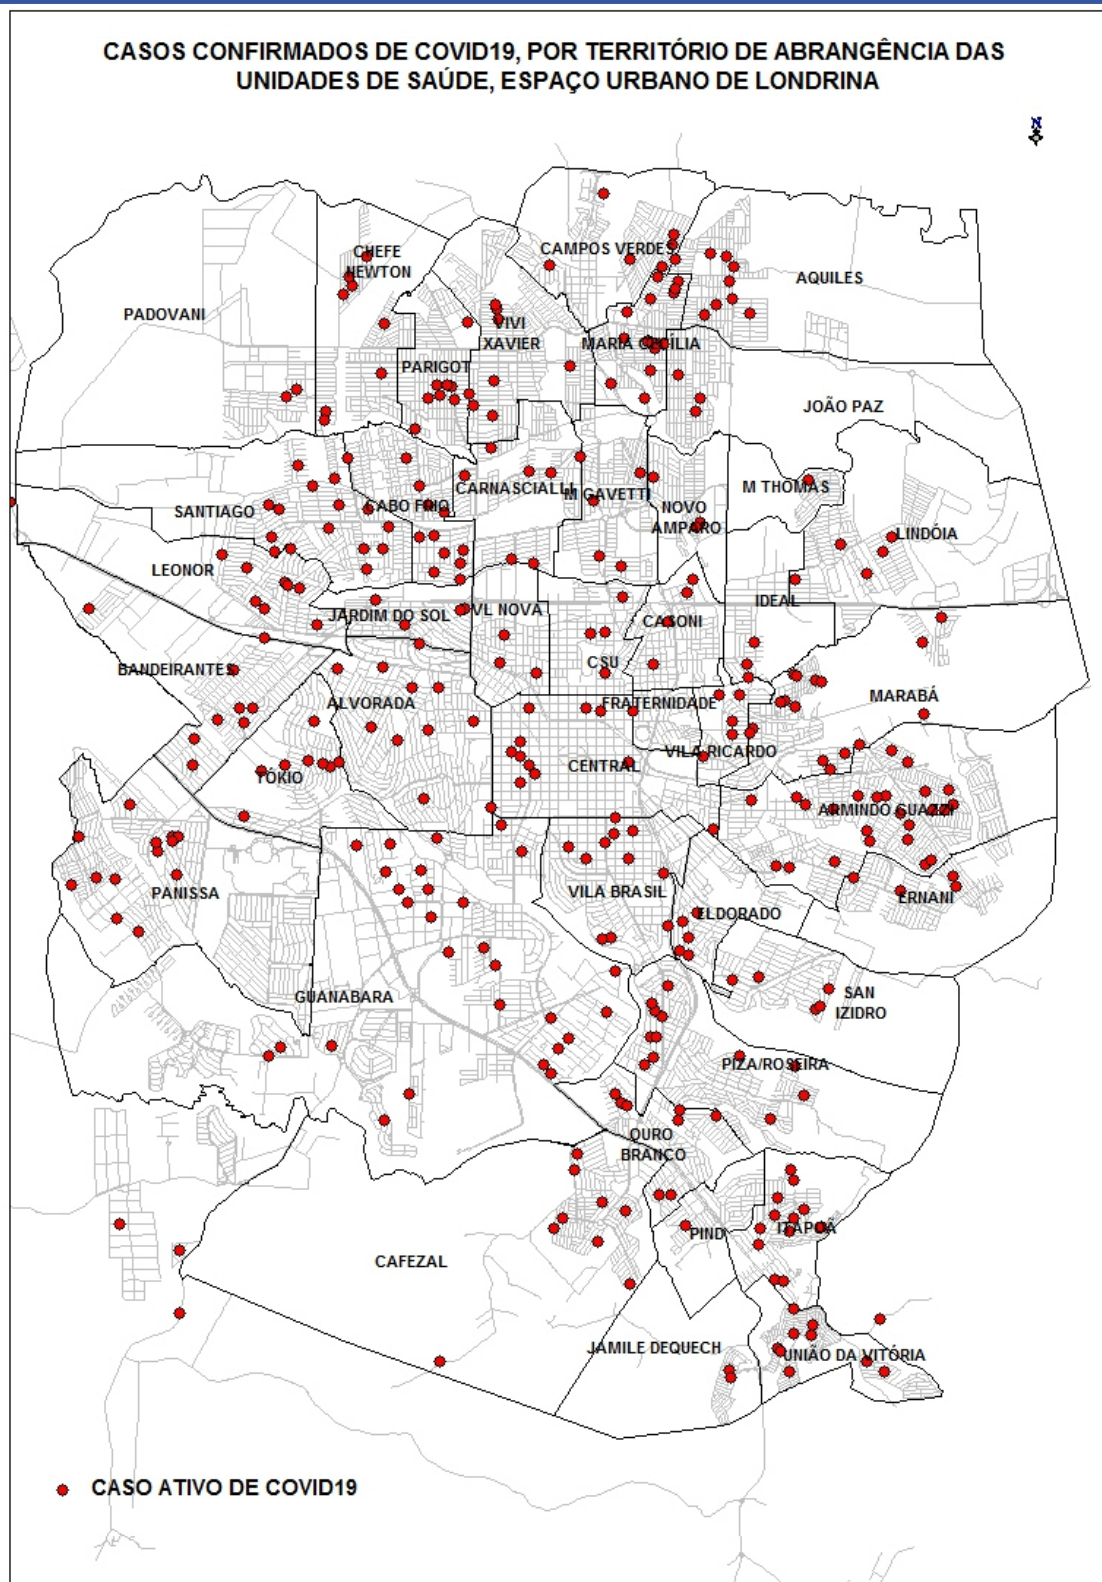 CASOS CONFIRMADOS DE COVID19, POR TERRITÓRIO DE ABRANGÊNCIA DAS
UNIDADES DE SAÚDE, ESPAÇO URBANO DE LONDRINA
N
CHEFE
NEWTON
CAMPOS VERDES
AQUILES
PADOVANI
VIVI
XAVIER
MARIA CECÍLIA
PARIGOT
JOÃO PAZ
CARNASCIALLI
M GAVETTI
M THOMAS
SANTIAGO
CABO FRIO
NOVO
AMPARO
LINDÓIA
LEONOR
IDEAL
JARDIM DO SOL
VL NOVA
CASONI
BANDEIRANTES
CSU
MARABÁ
ALVORADA
FRATERNIDADE
VILA RICARDO
TÓKIO
CENTRAL
ARMINDO GUAZZI
PANISSA
VILA BRASIL
ERNANI
ELDORADO
GUANABARA
SAN
IZIDRO
PIZA/ROSEIRA
OURO
BRANCO
PIND
ITAPOÃ
CAFEZAL
JAMILE DEQUECH
UNIÃO DA VITÓRIA
CASO ATIVO DE COVID19